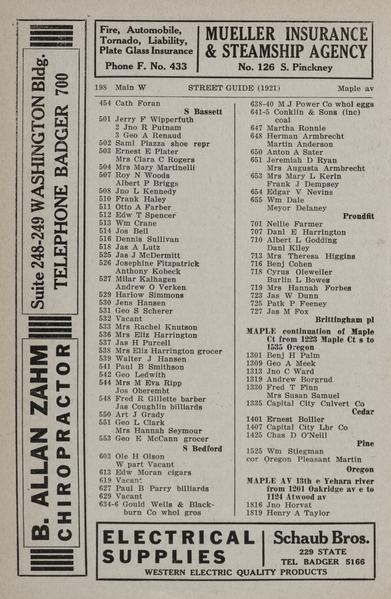 B. ALLAN ZAHM
CHIROPRACTOR
Suite 248-249 WASHINGTON Bldg.
TELEPHONE BADGER 700
Fire, Automobile,
Tornado, Liability,
Plate Glass Insurance
Phone F. No. 433
MUELLER INSURANCE
& STEAMSHIP AGENCY
No. 126 S. Pinckney
198 Main W STREET GUIDE (1921) Maple av
454 Cath Foran
S Bassett
501 Jerry F Wipperfuth
2 Jno R Putnam
3 Geo A Renaud
502 Saml Piazza shoe repr
503 Ernest E Plater
Mrs Clara C Rogers
504 Mrs Mary Martinelli
507 Roy N Woods
Albert P Briggs
508 Jno L Kennedy
510 Frank Haley
511 Otto A Farber
512 Edw T Spencer
513 Wm Crane
514 Jos Beil
516 Dennis Sullivan
518 Jas A Lutz
525 Jas J McDermitt
526 Josephine Fitzpatrick
Anthony Kobeck
527 Milar Kalhagen
Andrew O Verken
529 Harlow Simmons
530 Jens Hansen
531 Geo S Scherer
532 Vacant
533 Mrs Rachel Knutson
536 Mrs Eliz Harrington
537 Jas H Purcell
538 Mrs Eliz Harrington grocer
539 Walter J Hansen
541 Paul B Smithson
542 Geo Ledwith
544 Mrs M Eva Ripp
Jos Oberembt
548 Fred R Gillette barber
Jas Coughlin billiards
550 Art J Grady
551 Geo L Clark
Mrs Hannah Seymour
553 Geo E McCann grocer
S Bedford
603 Ole H Olson
W part Vacant
613 Edw Moran cigars
619 Vacant
627 Paul B Parry billiards
629 Vacant
634-6 Gould Wells & Black-
burn Co whol gros
638-40 M J Power Co whol eggs
641-5 Conklin & Sons (inc)
coal
647 Martha Ronnie
648 Herman Armbrecht
Martin Anderson
650 Anton A Sater
651 Jeremiah D Ryan
Mrs Augusta Armbrecht
653 Mrs Mary L Kerin
Frank J Dempsey
654 Edgar V Nevins
655 Wm Dale
Meyor Delaney
Proudfit
701 Nellie Farmer
707 Danl E Harrington
710 Albert L Godding
Danl Kiley
713 Mrs Theresa Higgins
716 Benj Cohen
718 Cyrus Oleweiler
Burlin L Bowes
719 Mrs Hannah Forbes
723 Jas W Dunn
725 Patk P Feeney
727 Jas M Fox
Brittingham pl
MAPLE continuation of Maple
Ct from 1223 Maple Ct s to
1535 Oregon
1301 Benj H Palm
1309 Geo A Meek
1313 Jno C Ward
1319 Andrew Borgrud
1330 Fred T Finn
Mrs Susan Samuel
1335 Capital City Culvert Co
Cedar
1401 Ernest Bollier
1407 Capital City Lbr Co
1425 Chas D O'Neill
Pine
1525 Wm Stiegman
cor Oregon Pleasant Martin
Oregon
MAPLE AV 13th e Yehara river
from 1201 Oakridge av e to
1124 Atwood av
1816 Jno Horvat
1819 Henry A Taylor
ELECTRICAL
SUPPLIES
Schaub Bros.
229 STATE
TEL BADGER 5166
WESTERN ELECTRIC QUALITY PRODUCTS